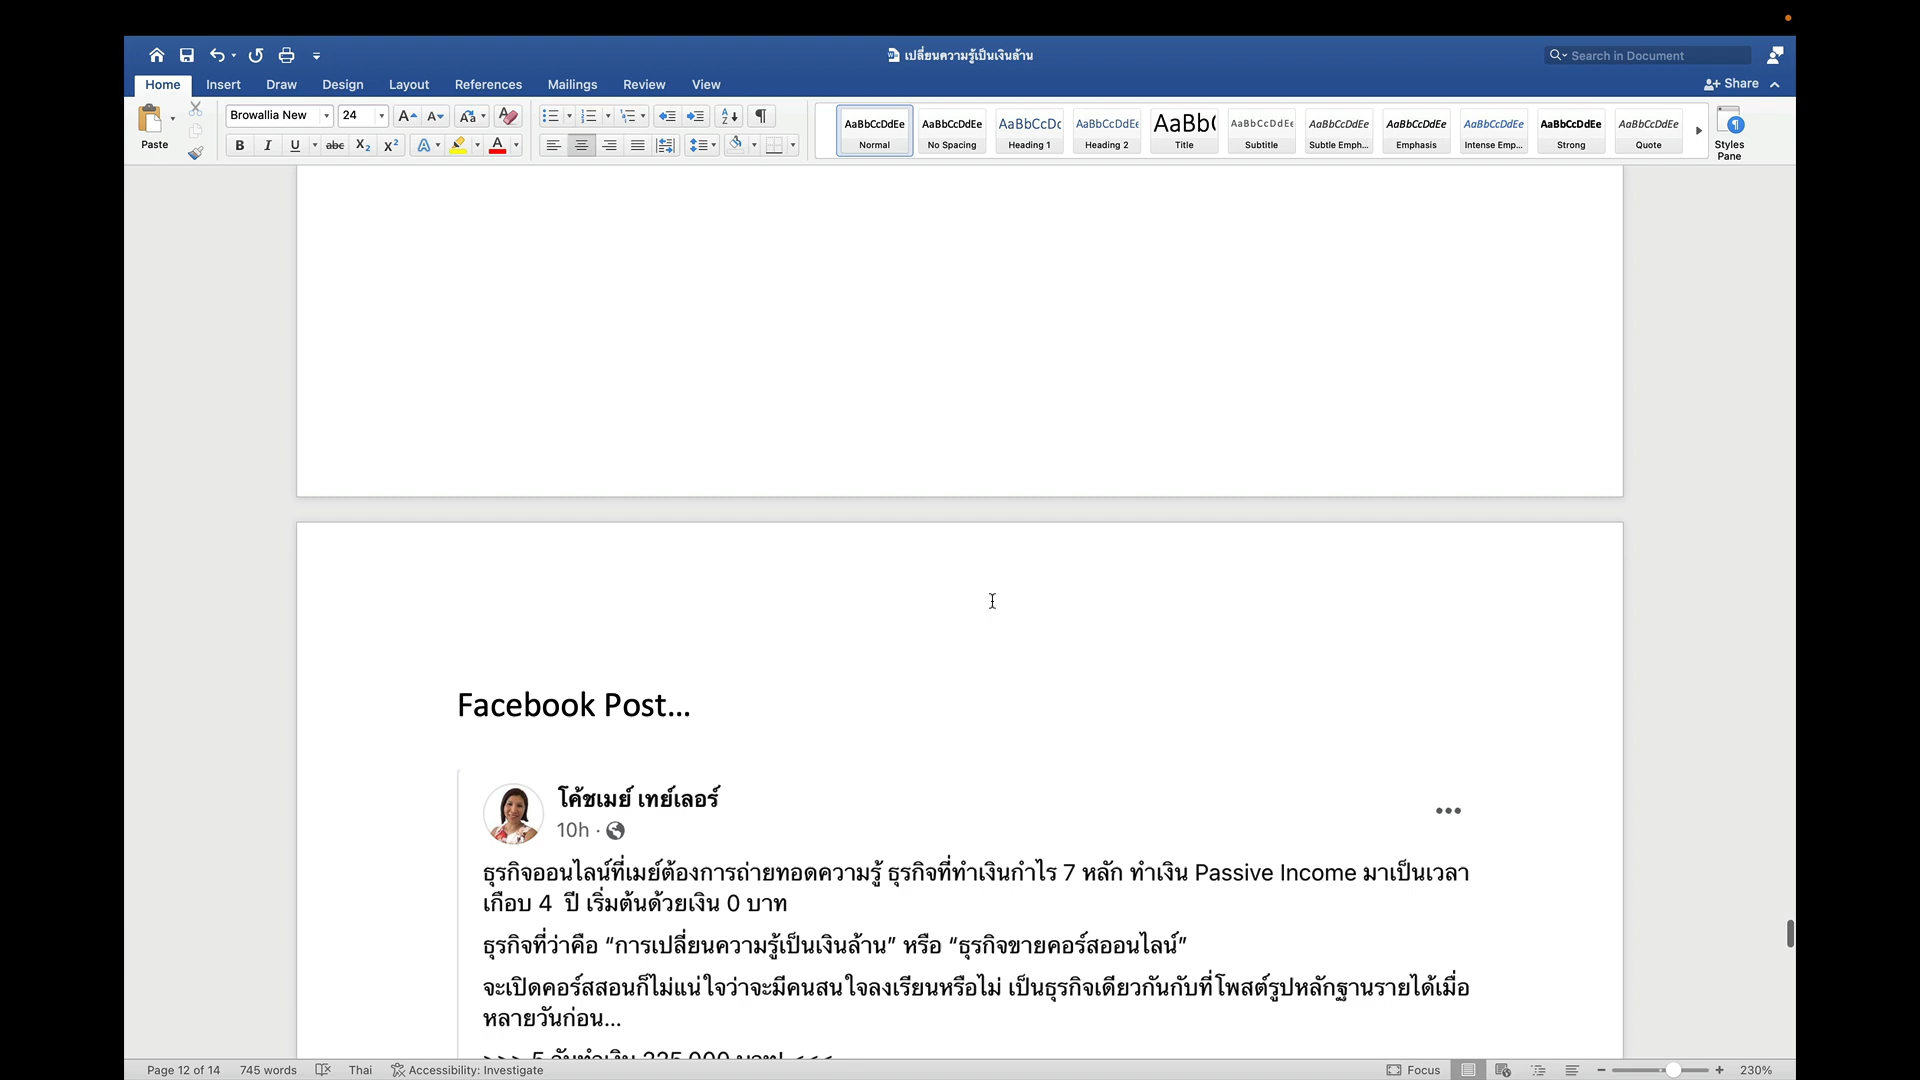 เปลี่ยนความรู้เป็นเงินล้าน
Search in Document
Home Insert Draw Design Layout References Mailings Review View
Share
Paste
Browallia New 24
AaBbCcDdEe AaBbCcDdEe AaBbCcDc AaBbCcDdEe AaBb( AaBbCcDdEe AaBbCcDdEe AaBbCcDdEe AaBbCcDdEe AaBbCcDdEe AaBbCcDdEe
Normal No Spacing Heading 1 Heading 2 Title Subtitle Subtle Emph... Emphasis Intense Emp... Strong Quote
Styles Pane
Facebook Post...
โค้ชเมย์ เทย์เลอร์
10h ·
ธุรกิจออนไลน์ที่เมย์ต้องการถ่ายทอดความรู้ ธุรกิจที่ทำเงินกำไร 7 หลัก ทำเงิน Passive Income มาเป็นเวลา
เกือบ 4 ปี เริ่มต้นด้วยเงิน 0 บาท
ธุรกิจที่ว่าคือ “การเปลี่ยนความรู้เป็นเงินล้าน” หรือ “ธุรกิจขายคอร์สออนไลน์”
จะเปิดคอร์สสอนก็ไม่แน่ใจว่าจะมีคนสนใจลงเรียนหรือไม่ เป็นธุรกิจเดียวกันกับที่โพสต์รูปหลักฐานรายได้เมื่อ
หลายวันก่อน...
Page 12 of 14 745 words Thai Accessibility: Investigate Focus 230%